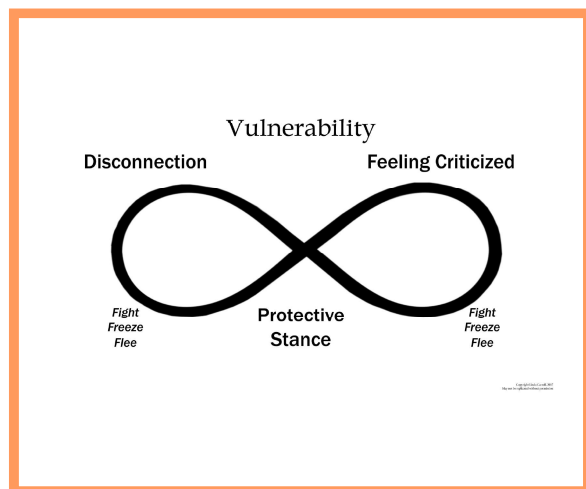 Vulnerability
Disconnection
Feeling Criticized
Fight
Freeze
Flee
Protective
Stance
Fight
Freeze
Flee